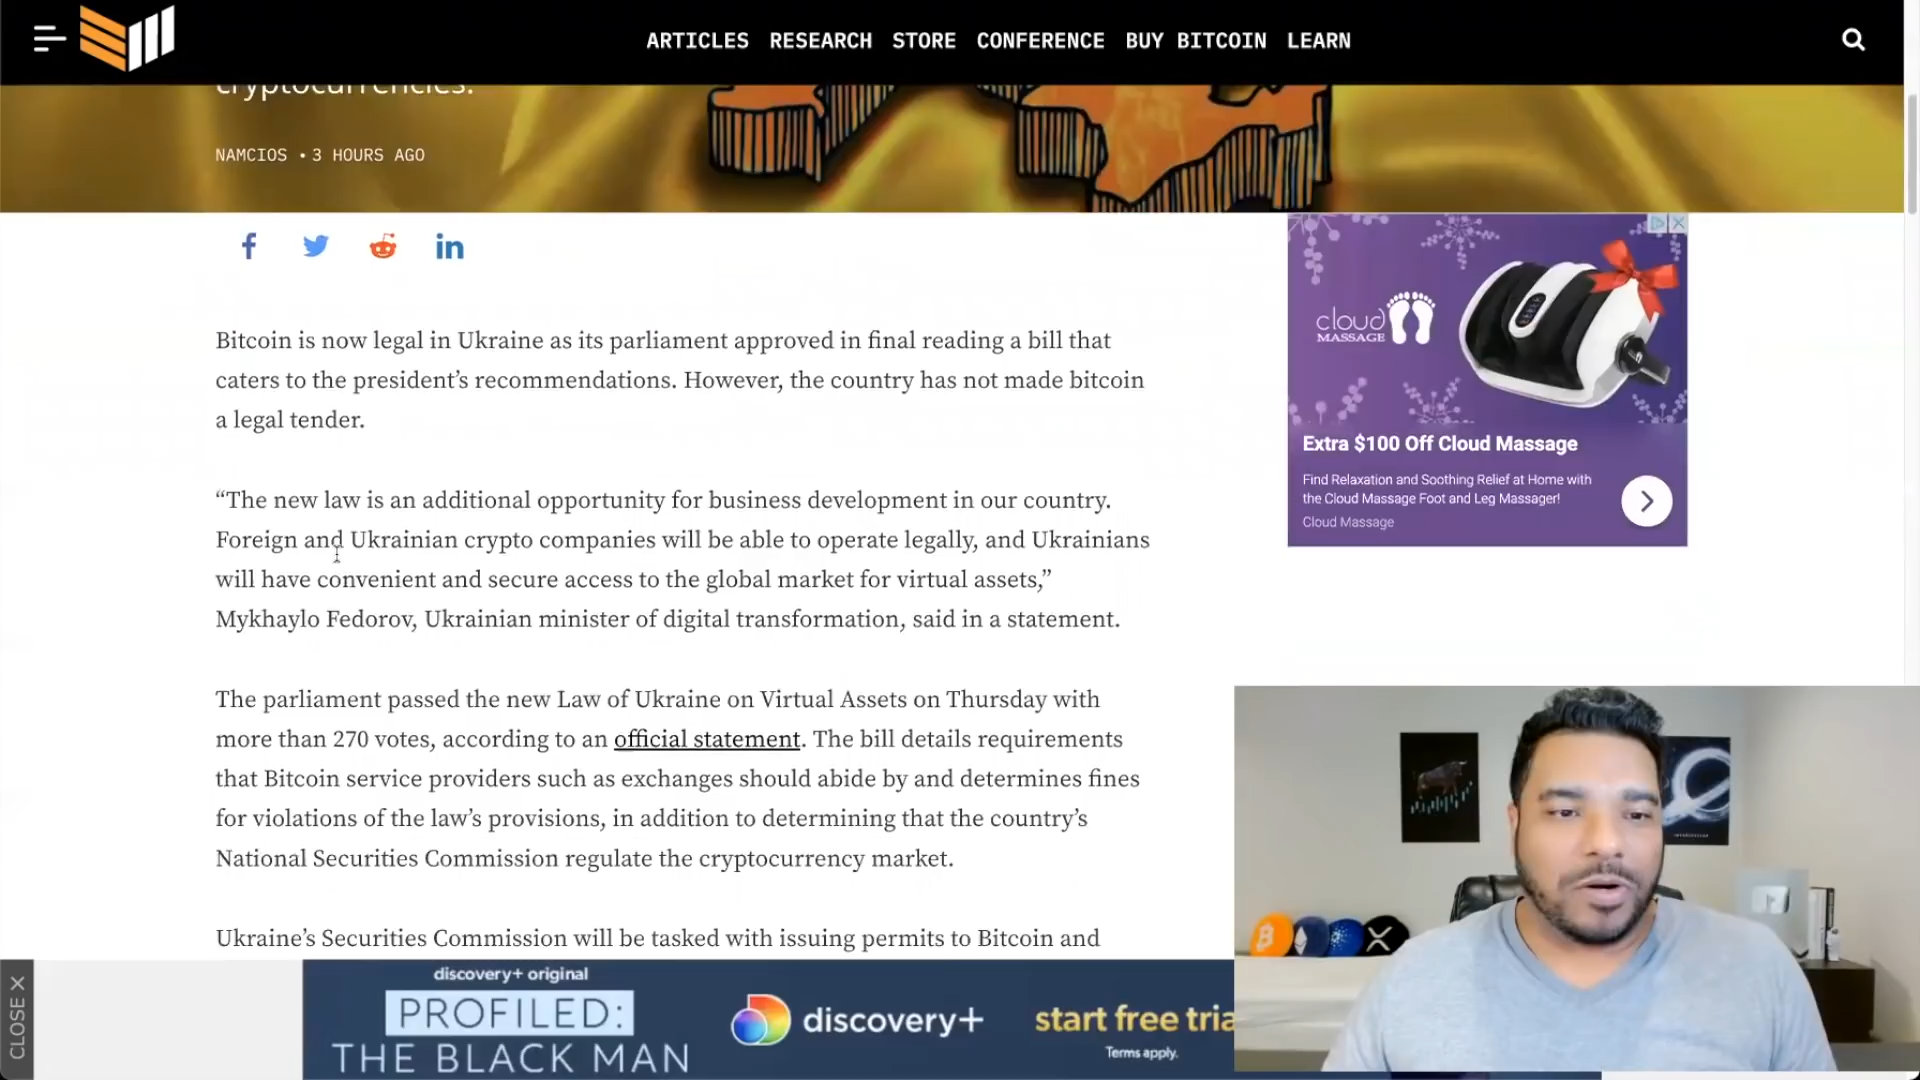 ARTICLES RESEARCH STORE CONFERENCE BUY BITCOIN LEARN
cryptocurrencies.
NAMCIOS • 3 HOURS AGO
Bitcoin is now legal in Ukraine as its parliament approved in final reading a bill that
caters to the president’s recommendations. However, the country has not made bitcoin
a legal tender.
“The new law is an additional opportunity for business development in our country.
Foreign and Ukrainian crypto companies will be able to operate legally, and Ukrainians
will have convenient and secure access to the global market for virtual assets,”
Mykhaylo Fedorov, Ukrainian minister of digital transformation, said in a statement.
The parliament passed the new Law of Ukraine on Virtual Assets on Thursday with
more than 270 votes, according to an official statement. The bill details requirements
that Bitcoin service providers such as exchanges should abide by and determines fines
for violations of the law’s provisions, in addition to determining that the country’s
National Securities Commission regulate the cryptocurrency market.
Ukraine’s Securities Commission will be tasked with issuing permits to Bitcoin and
cloud
MASSAGE
Extra $100 Off Cloud Massage
Find Relaxation and Soothing Relief at Home with
the Cloud Massage Foot and Leg Massager!
Cloud Massage
CLOSE X
discovery+ original
PROFILED:
THE BLACK MAN
discovery+
start free tria
Terms apply.